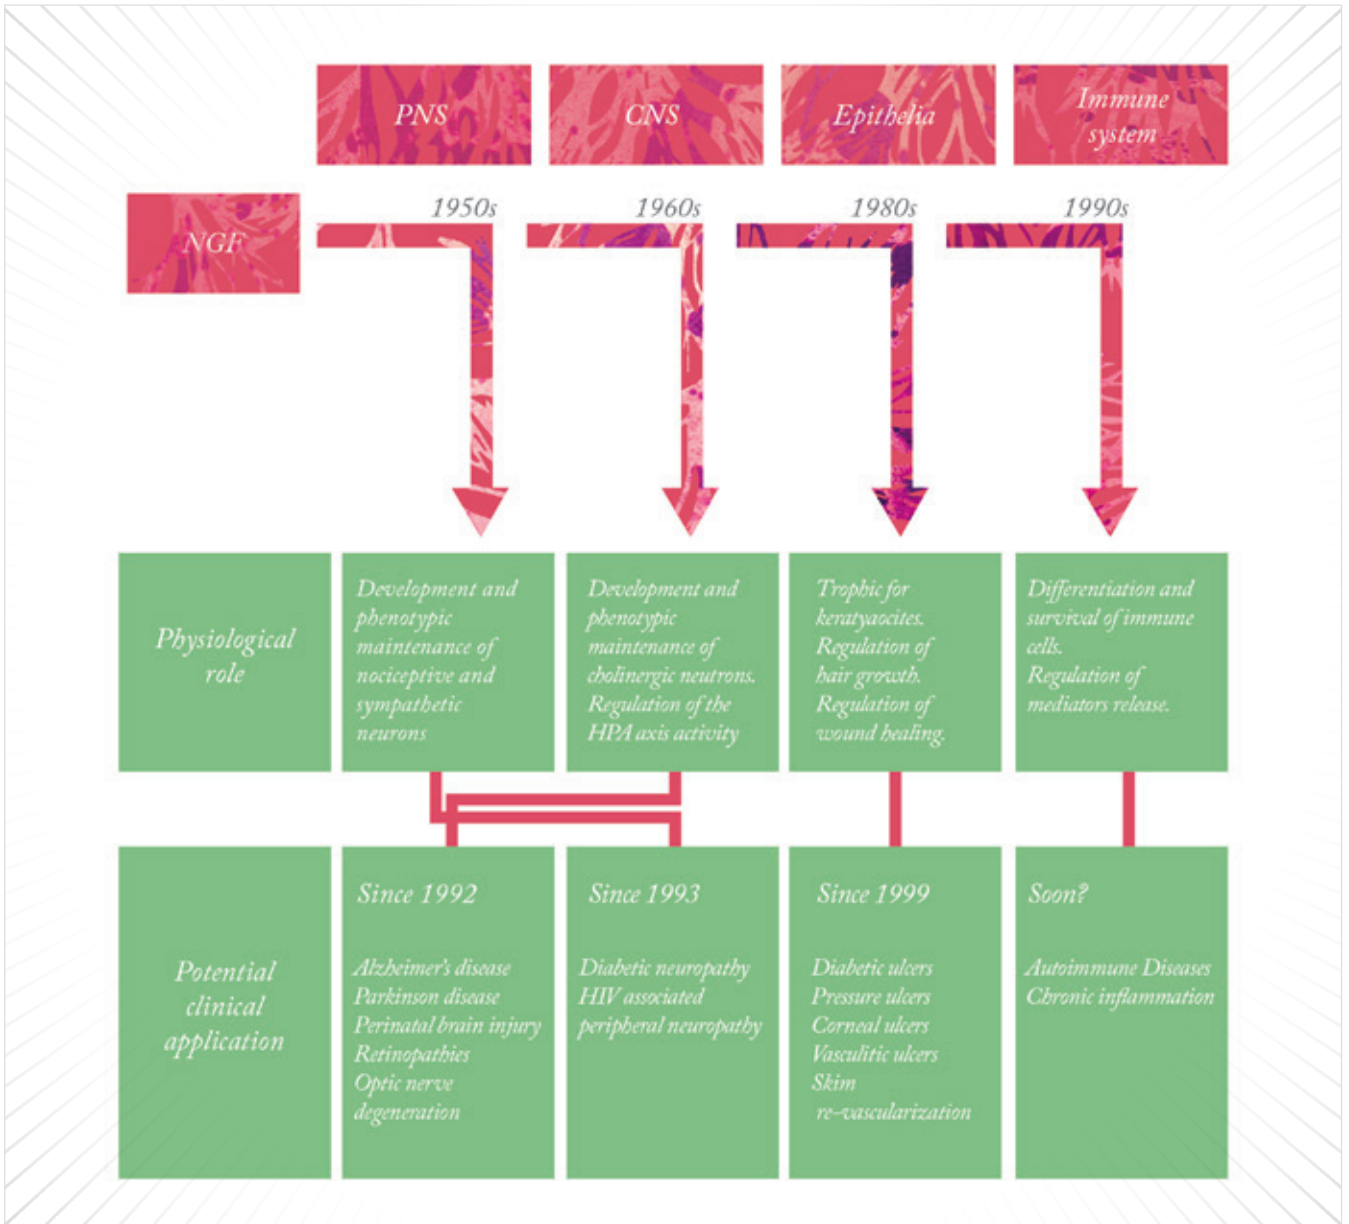 PNS
CNS
Epithelia
Immune
system
NGF
1950s
1960s
1980s
1990s
Physiological
role
Development and
phenotypic
maintenance of
nociceptive and
sympathetic
neurons
Development and
phenotypic
maintenance of
cholinergic neutrons.
Regulation of the
HPA axis activity
Trophic for
keratyaocites.
Regulation of
hair growth.
Regulation of
wound healing.
Differentiation and
survival of immune
cells.
Regulation of
mediators release.
Potential
clinical
application
Since 1992
Alzheimer's disease
Parkinson disease
Perinatal brain injury
Retinopathies
Optic nerve
degeneration
Since 1993
Diabetic neuropathy
HIV associated
peripheral neuropathy
Since 1999
Diabetic ulcers
Pressure ulcers
Corneal ulcers
Vasculitic ulcers
Skim
re-vascularization
Soon?
Autoimmune Diseases
Chronic inflammation